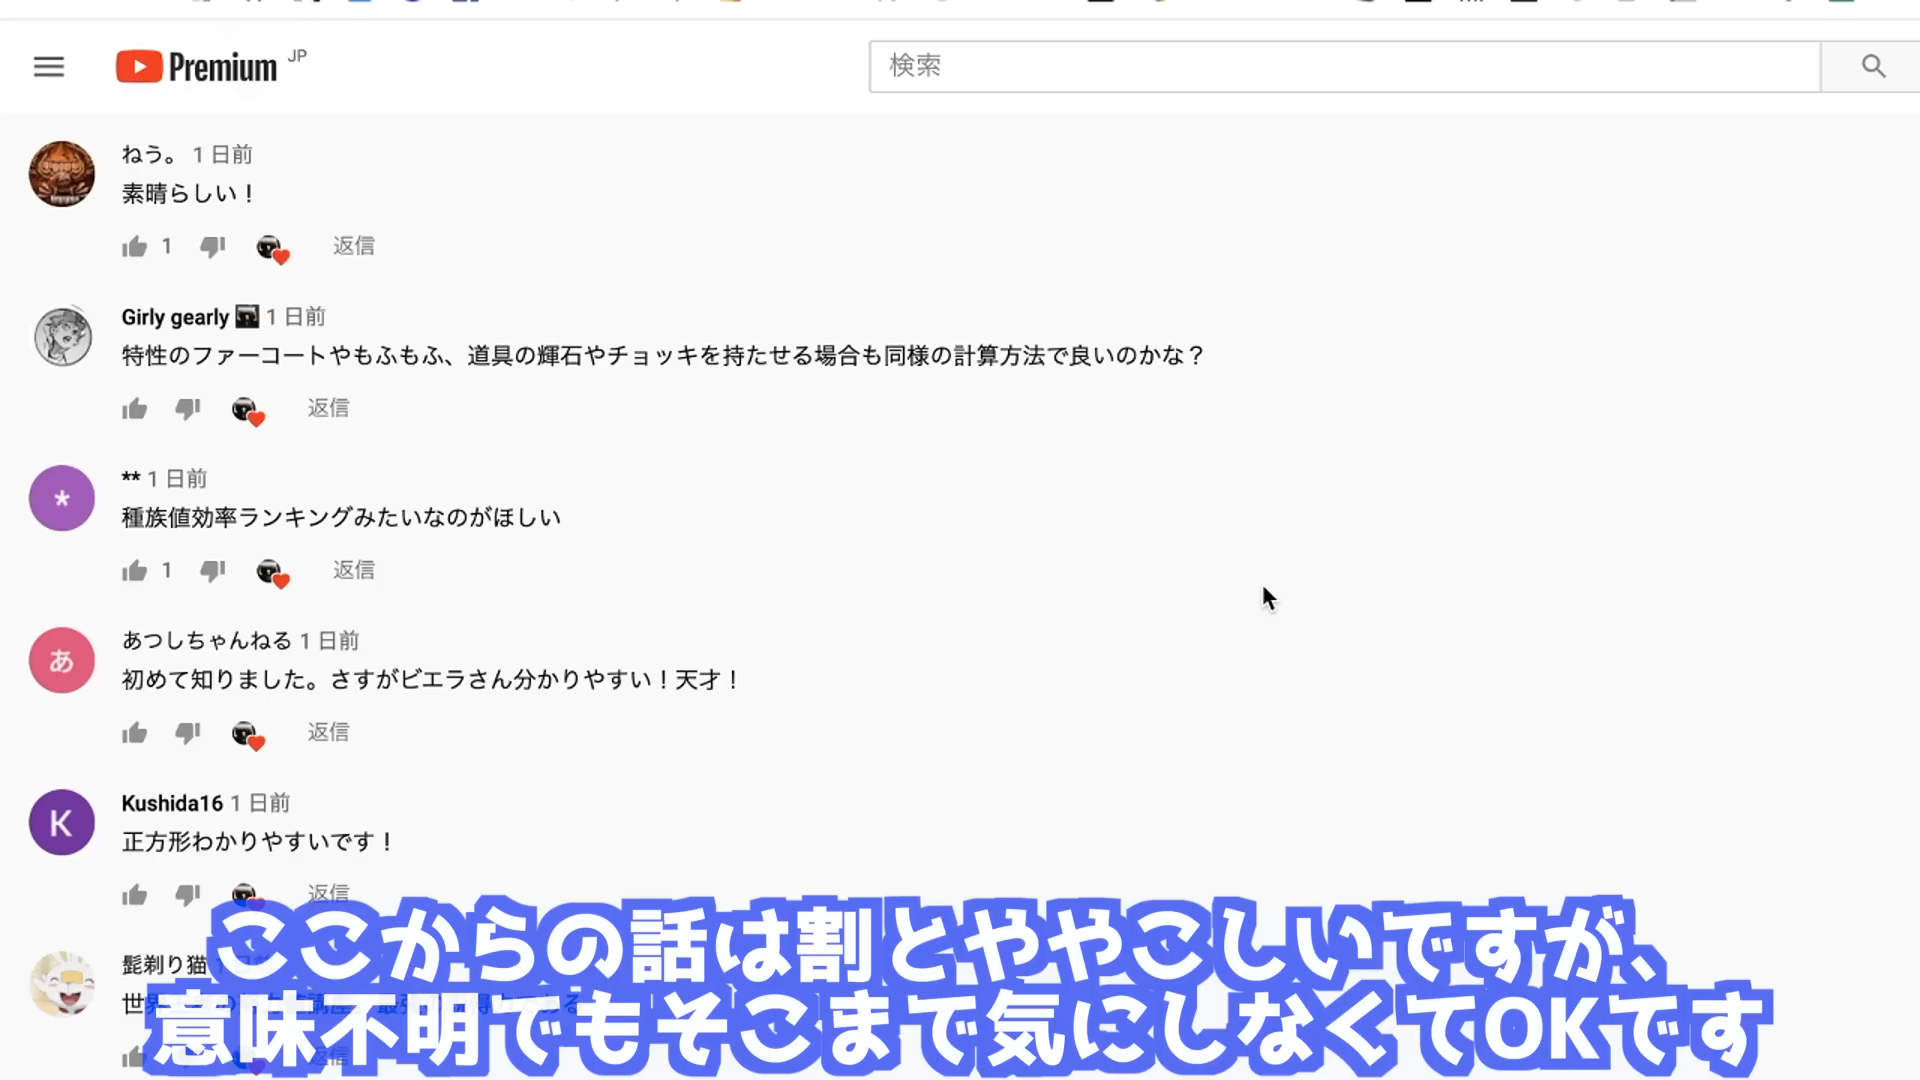 Premium JP
検索
ねう。 1 日前
素晴らしい！
1 返信
Girly gearly 1 日前
特性のファーコートやもふもふ、道具の輝石やチョッキを持たせる場合も同様の計算方法で良いのかな？
返信
* ** 1 日前
種族値効率ランキングみたいなのがほしい
1 返信
あ あつしちゃんねる 1 日前
初めて知りました。さすがビエラさん分かりやすい！天才！
返信
K Kushida16 1 日前
正方形わかりやすいです！
返信
髭剃り猫
ここからの話は割とややこしいですが、
意味不明でもそこまで気にしなくてOKです
返信